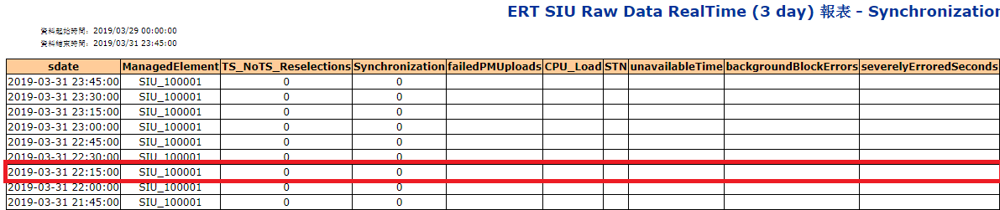 ERT SIU Raw Data RealTime (3 day) 報表 - Synchronization
資料起始時間: 2019/03/29 00:00:00
資料結束時間: 2019/03/31 23:45:00
sdate ManagedElement TS_NoTS_Reselections Synchronization failedPMUploads CPU_Load STN unavailableTime backgroundBlockErrors severelyErroredSeconds
2019-03-31 23:45:00 SIU_100001 0 0
2019-03-31 23:30:00 SIU_100001 0 0
2019-03-31 23:15:00 SIU_100001 0 0
2019-03-31 23:00:00 SIU_100001 0 0
2019-03-31 22:45:00 SIU_100001 0 0
2019-03-31 22:30:00 SIU_100001 0 0
2019-03-31 22:15:00 SIU_100001 0 0
2019-03-31 22:00:00 SIU_100001 0 0
2019-03-31 21:45:00 SIU_100001 0 0